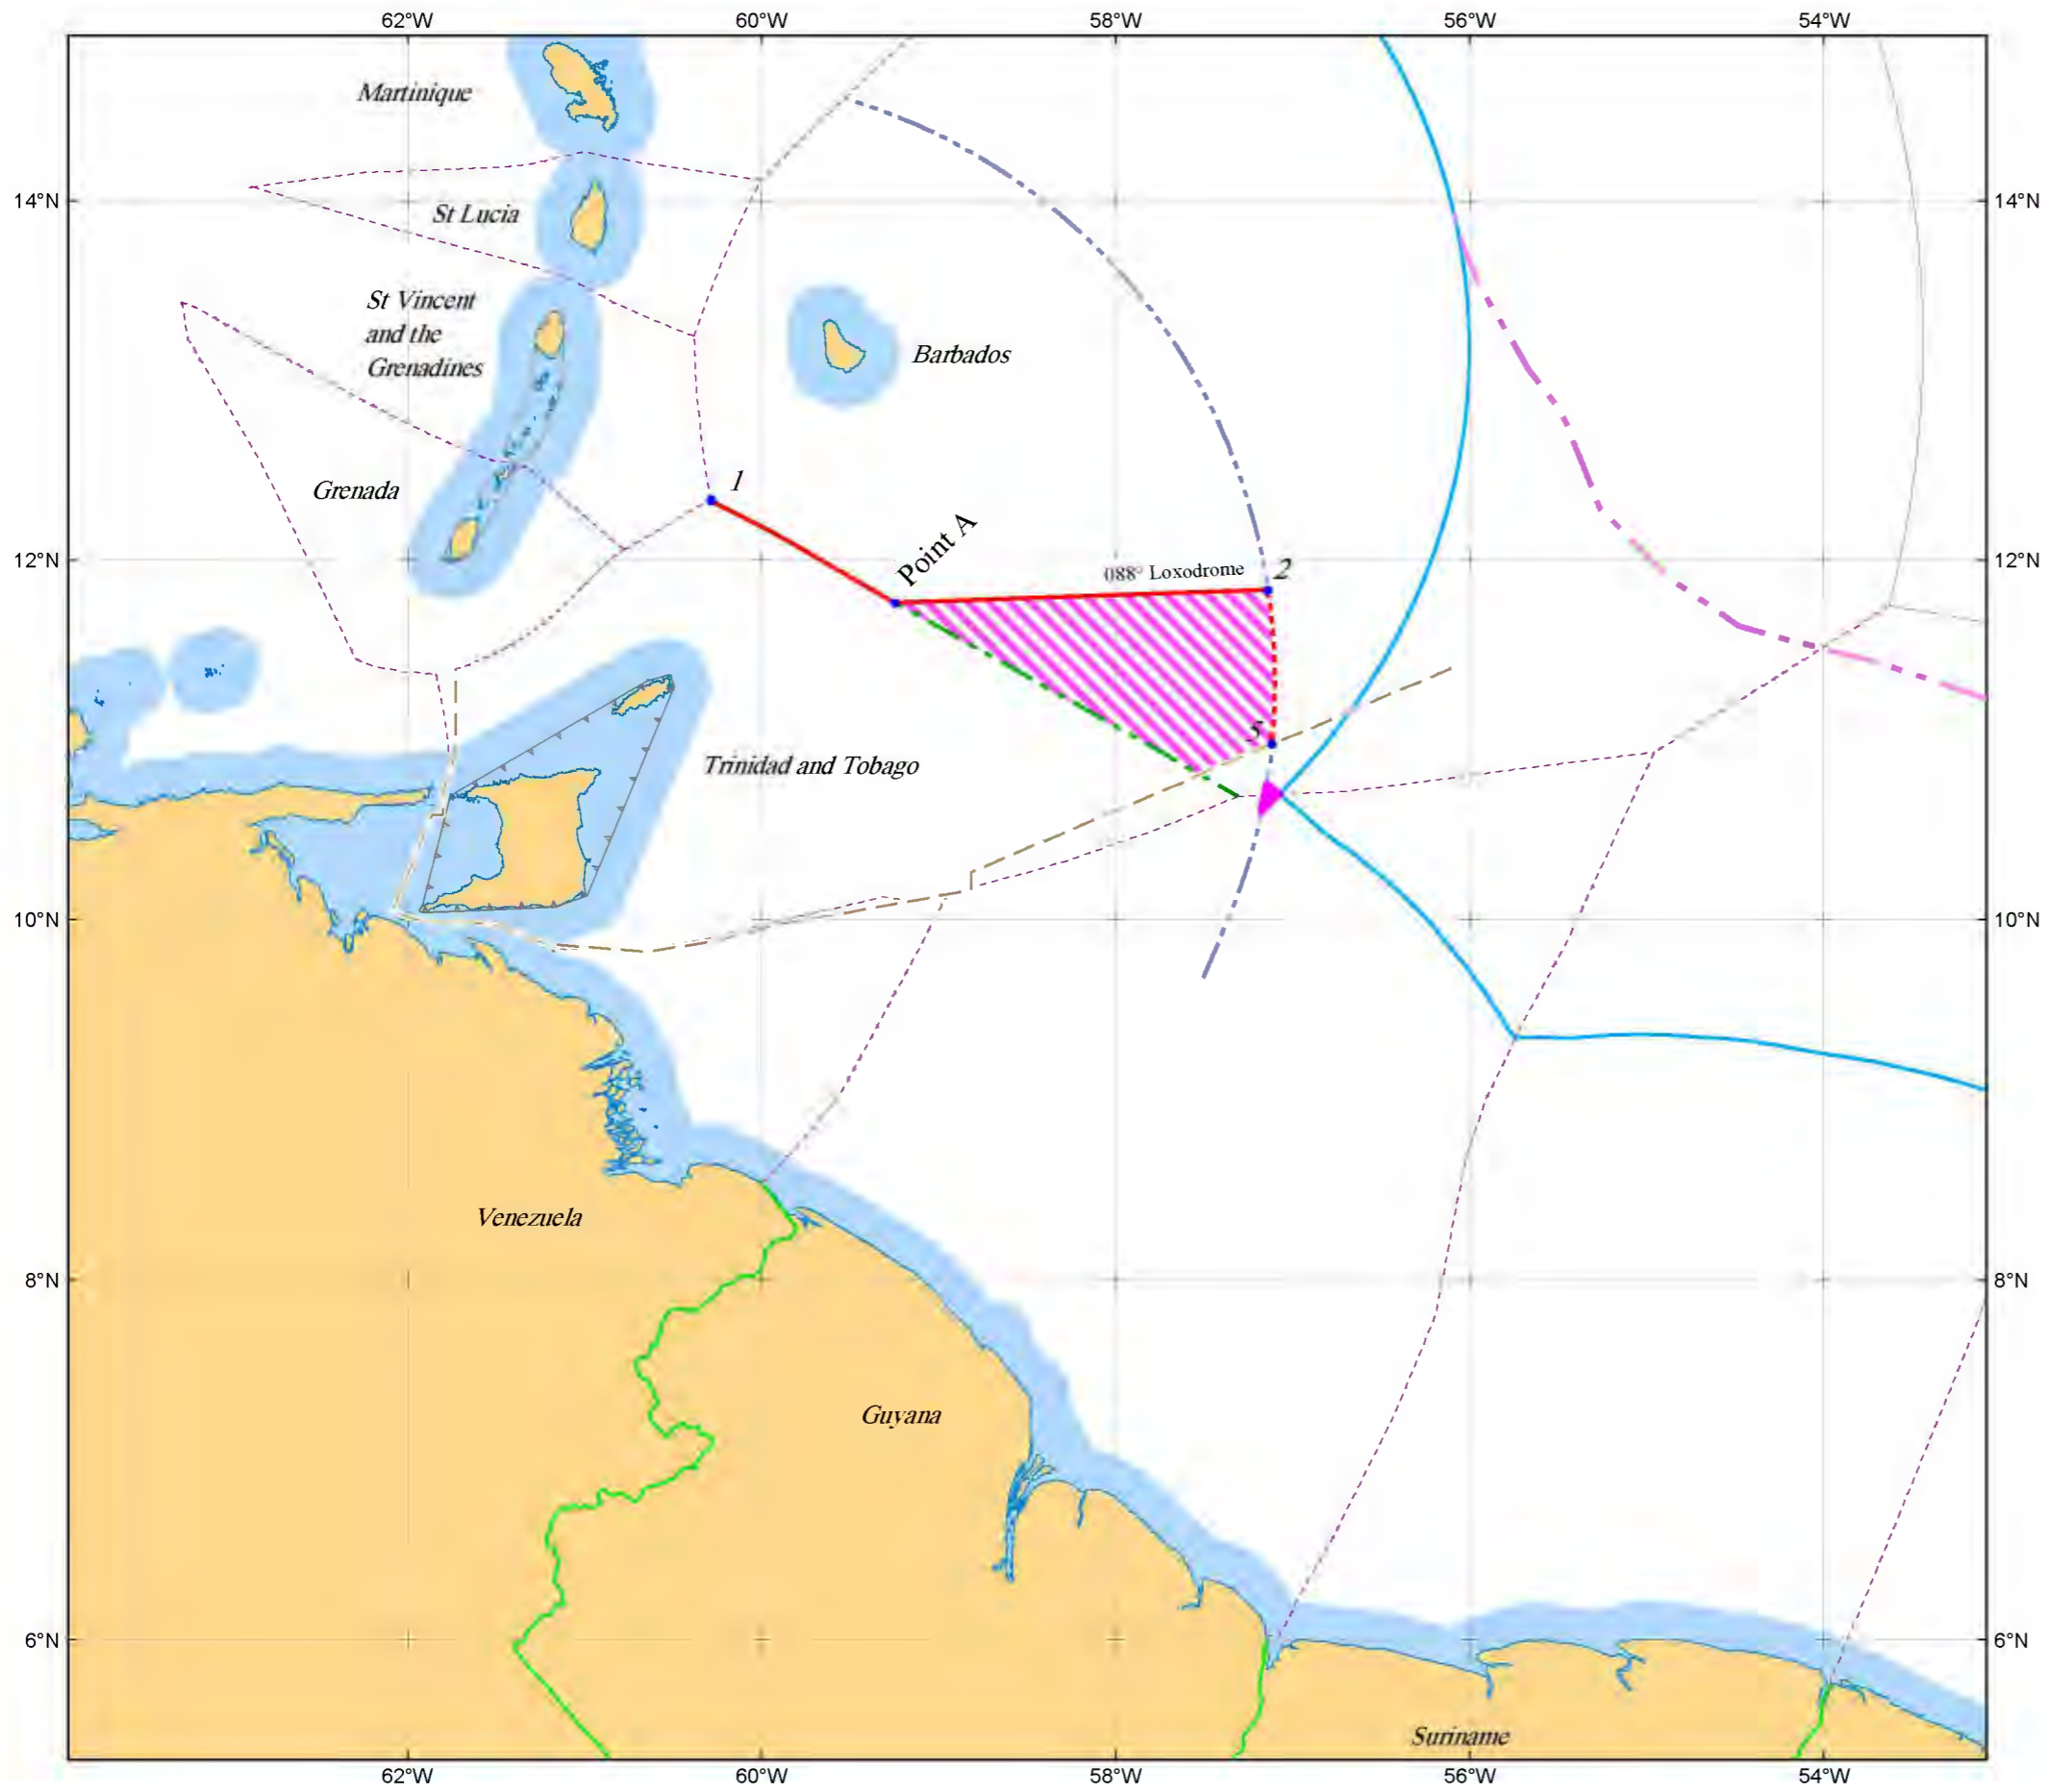 62°W 60°W 58°W 56°W 54°W
Martinique
14°N 14°N
St Lucia
St Vincent
and the
Grenadines
Barbados
1
Grenada
Point A
12°N 12°N
088° Loxodrome 2
5
Trinidad and Tobago
10°N 10°N
Venezuela
8°N 8°N
Guyana
6°N 6°N
Suriname
62°W 60°W 58°W 56°W 54°W